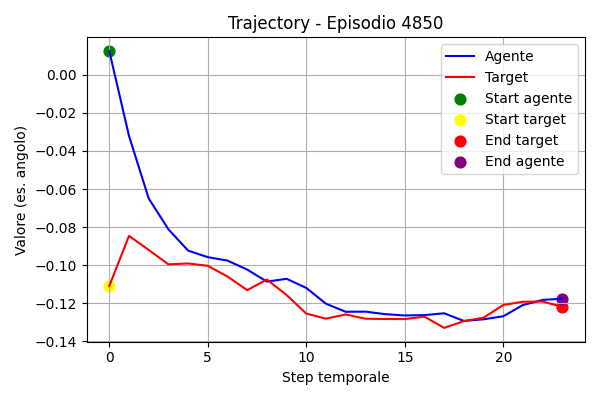 Trajectory - Episodio 4850
Agente
Target
Start agente
Start target
End target
End agente
Valore (es. angolo)
0.00
−0.02
−0.04
−0.06
−0.08
−0.10
−0.12
−0.14
0 5 10 15 20
Step temporale